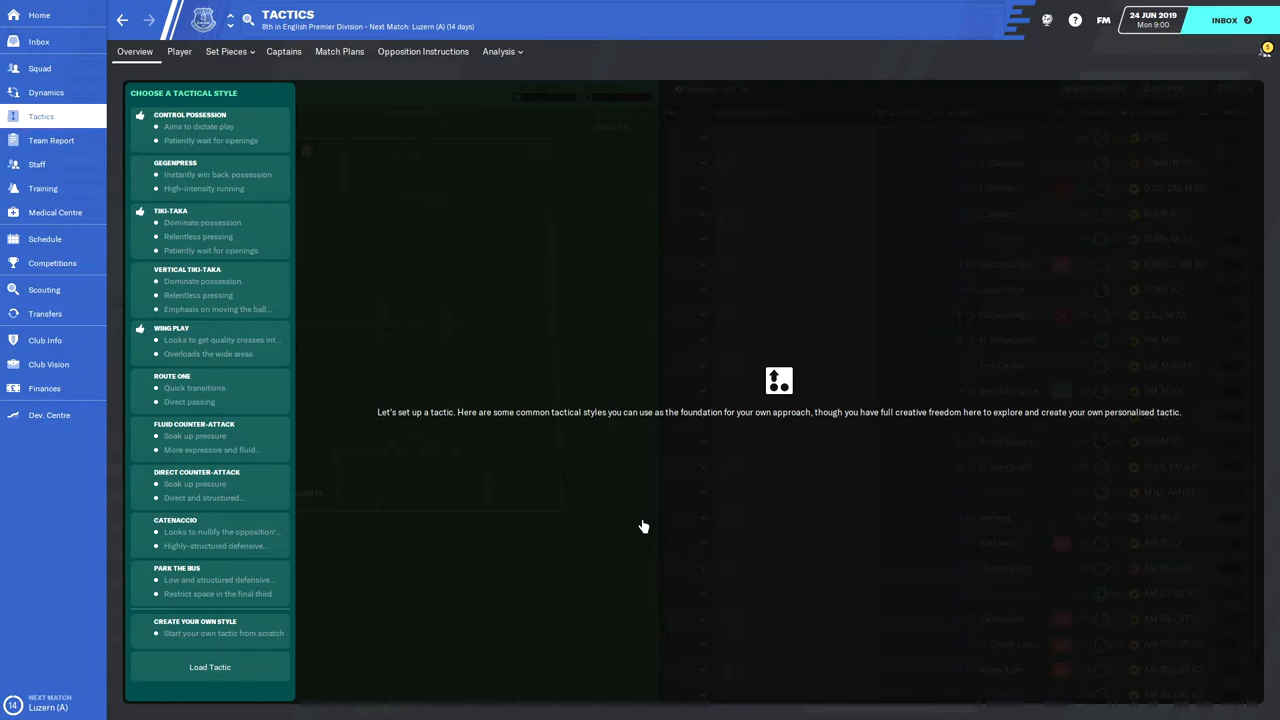 Home
TACTICS
8th in English Premier Division - Next Match: Luzern (A) (14 days)
FM
24 JUN 2019
Mon 9:00
INBOX
Inbox
Squad
Dynamics
Tactics
Team Report
Staff
Training
Medical Centre
Schedule
Competitions
Scouting
Transfers
Club Info
Club Vision
Finances
Dev. Centre
14
NEXT MATCH
Luzern (A)
Overview
Player
Set Pieces
Captains
Match Plans
Opposition Instructions
Analysis
CHOOSE A TACTICAL STYLE
CONTROL POSSESSION
Aims to dictate play
Patiently wait for openings
GEGENPRESS
Instantly win back possession
High-intensity running
TIKI-TAKA
Dominate possession
Relentless pressing
Patiently wait for openings
VERTICAL TIKI-TAKA
Dominate possession
Relentless pressing
Emphasis on moving the ball...
WING PLAY
Looks to get quality crosses int...
Overloads the wide areas
ROUTE ONE
Quick transitions
Direct passing
FLUID COUNTER-ATTACK
Soak up pressure
More expressive and fluid...
DIRECT COUNTER-ATTACK
Soak up pressure
Direct and structured...
CATENACCIO
Looks to nullify the opposition'...
Highly-structured defensive...
PARK THE BUS
Low and structured defensive...
Restrict space in the final third
CREATE YOUR OWN STYLE
Start your own tactic from scratch
Load Tactic
Let's set up a tactic. Here are some common tactical styles you can use as the foundation for your own approach, though you have full creative freedom here to explore and create your own personalised tactic.